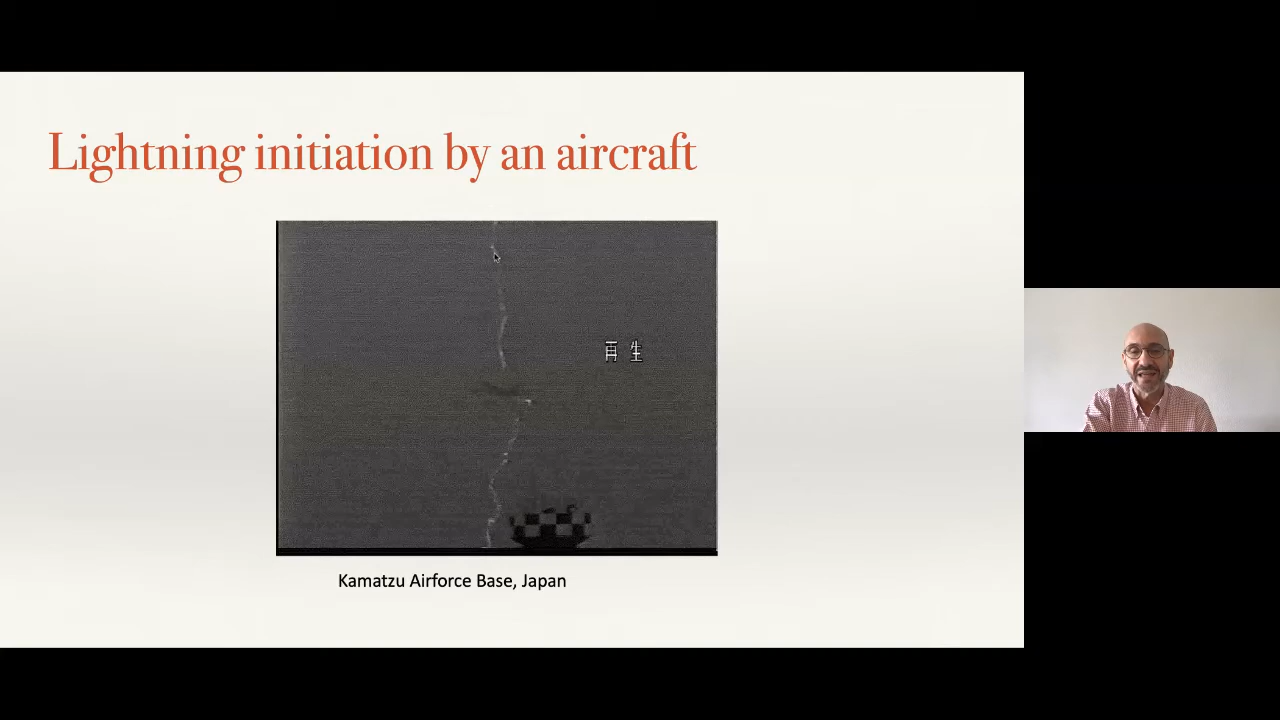 Lightning initiation by an aircraft
再生
Kamatzu Airforce Base, Japan